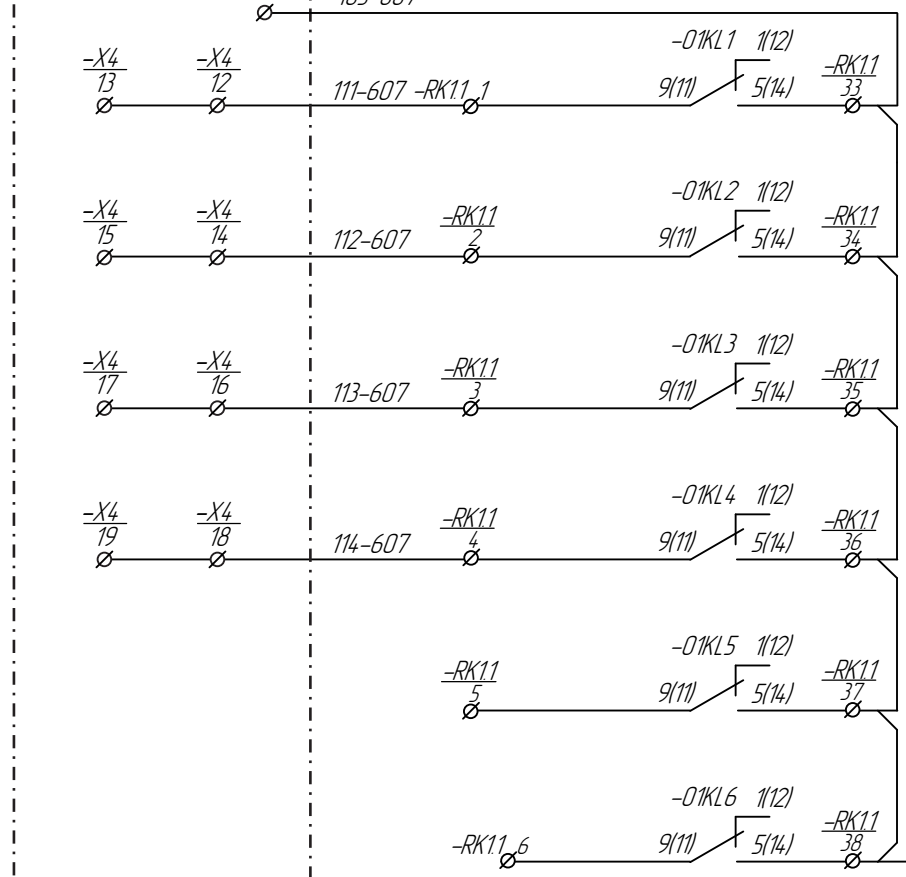 -01KL1 1(12)
-X4 -X4 -RK1.1
13 12 111-607 -RK1.1 1 9(11) 5(14) 33
-01KL2 1(12)
-X4 -X4 -RK1.1 -RK1.1
15 14 112-607 2 9(11) 5(14) 34
-01KL3 1(12)
-X4 -X4 -RK1.1 -RK1.1
17 16 113-607 3 9(11) 5(14) 35
-01KL4 1(12)
-X4 -X4 -RK1.1 -RK1.1
19 18 114-607 4 9(11) 5(14) 36
-01KL5 1(12)
-RK1.1 -RK1.1
5 9(11) 5(14) 37
-01KL6 1(12)
-RK1.1
-RK1.1 6 9(11) 5(14) 38